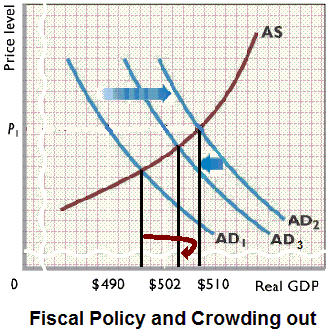 Price level
AS
P1
AD2
AD1
AD3
0
$490
$502
$510
Real GDP
Fiscal Policy and Crowding out